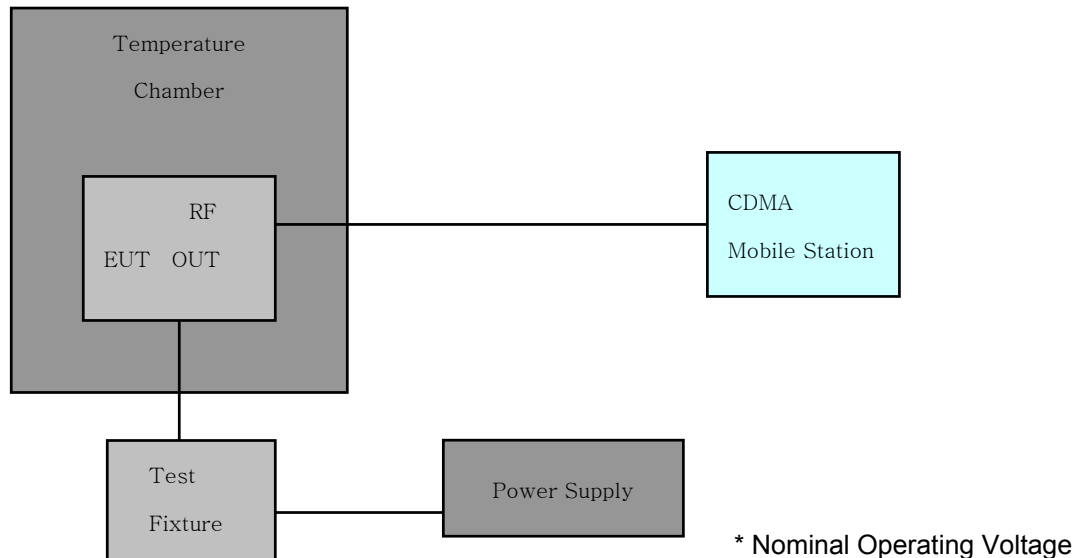 Temperature
Chamber
RF
EUT OUT
CDMA
Mobile Station
Test
Fixture
Power Supply
* Nominal Operating Voltage